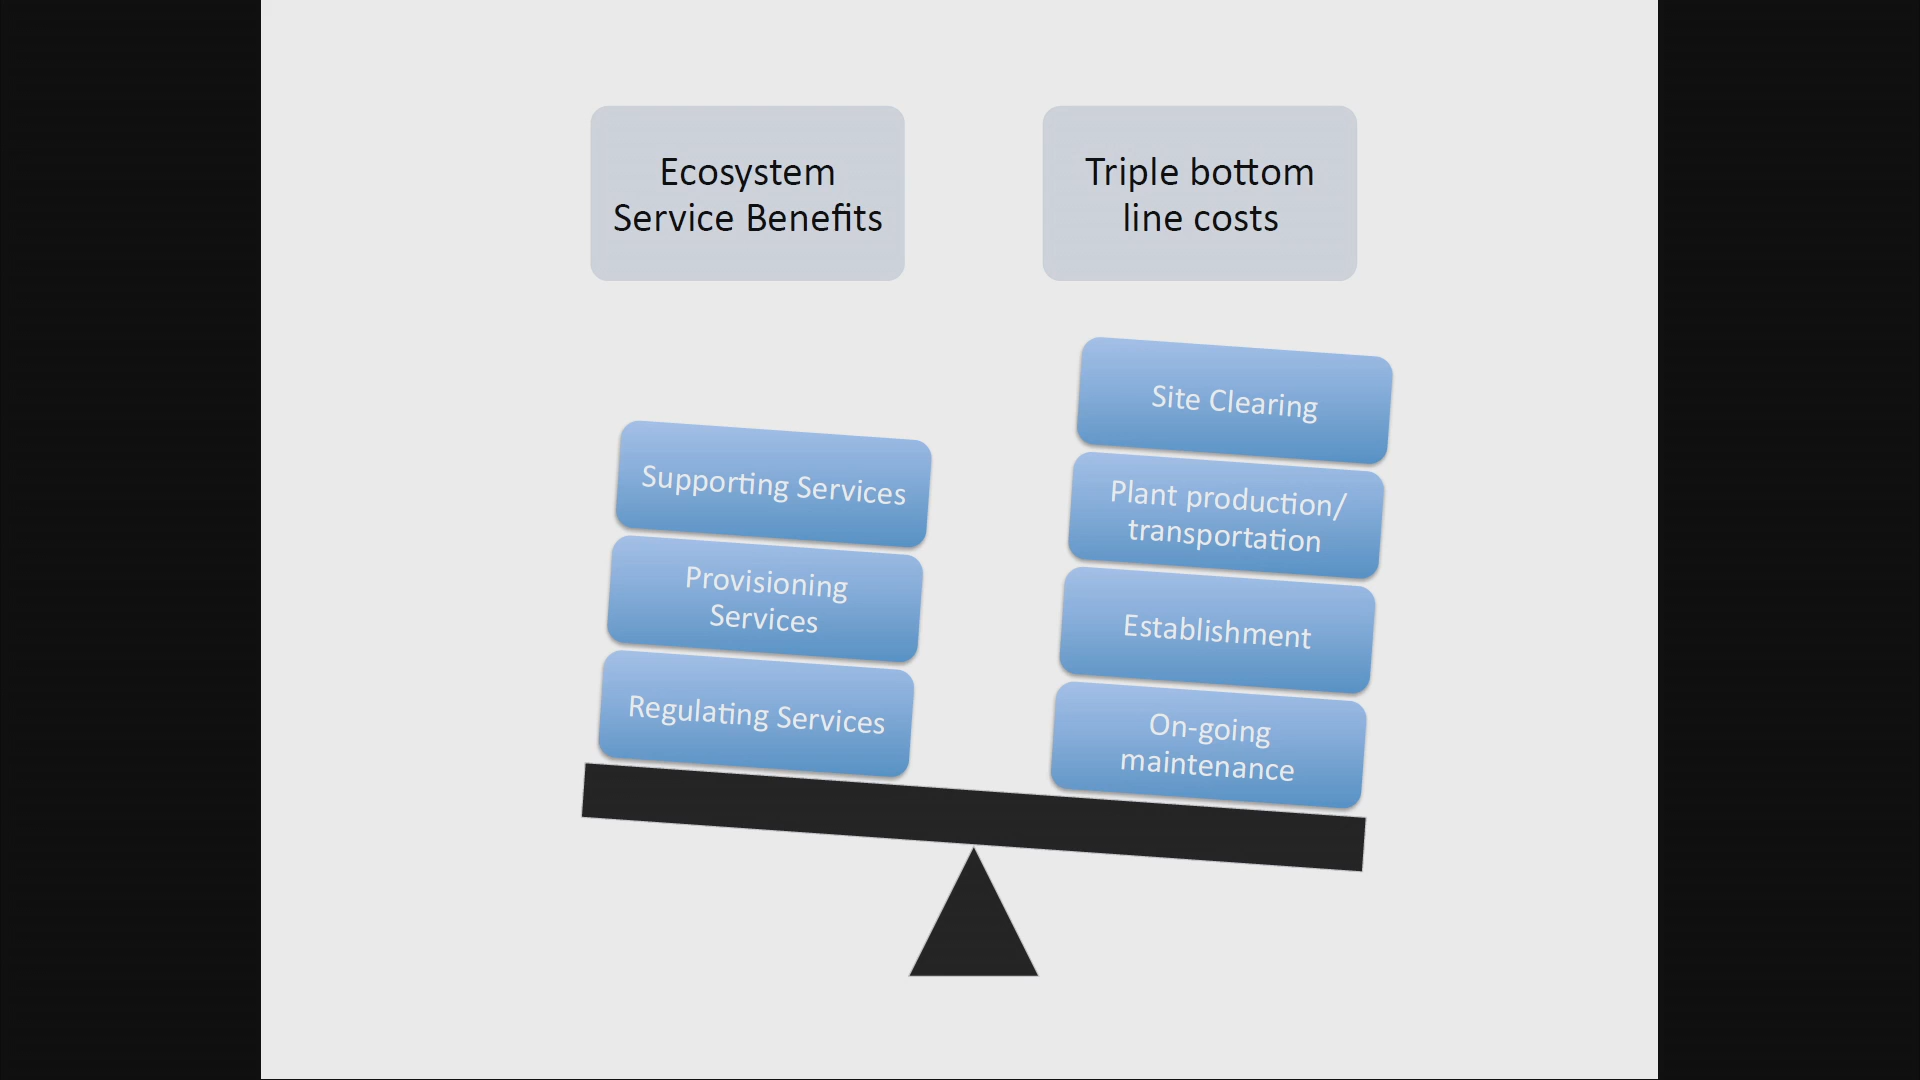 Ecosystem
Service Benefits
Triple bottom
line costs
Supporting Services
Provisioning
Services
Regulating Services
Site Clearing
Plant production/
transportation
Establishment
On-going
maintenance